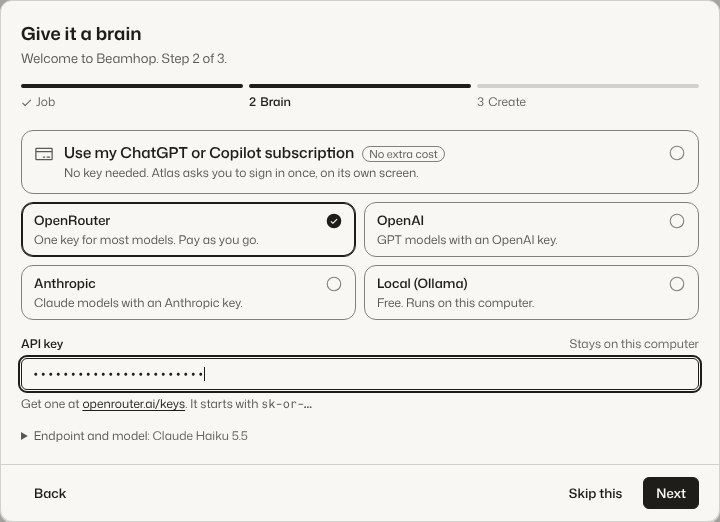 Give it a brain
Welcome to Beamhop. Step 2 of 3.
Job
2 Brain
3 Create
Use my ChatGPT or Copilot subscription
No extra cost
No key needed. Atlas asks you to sign in once, on its own screen.
OpenRouter
One key for most models. Pay as you go.
OpenAI
GPT models with an OpenAI key.
Anthropic
Claude models with an Anthropic key.
Local (Ollama)
Free. Runs on this computer.
API key
Stays on this computer
•••••••••••••••••••••••
Get one at openrouter.ai/keys. It starts with sk-or-…
Endpoint and model: Claude Haiku 5.5
Back
Skip this
Next